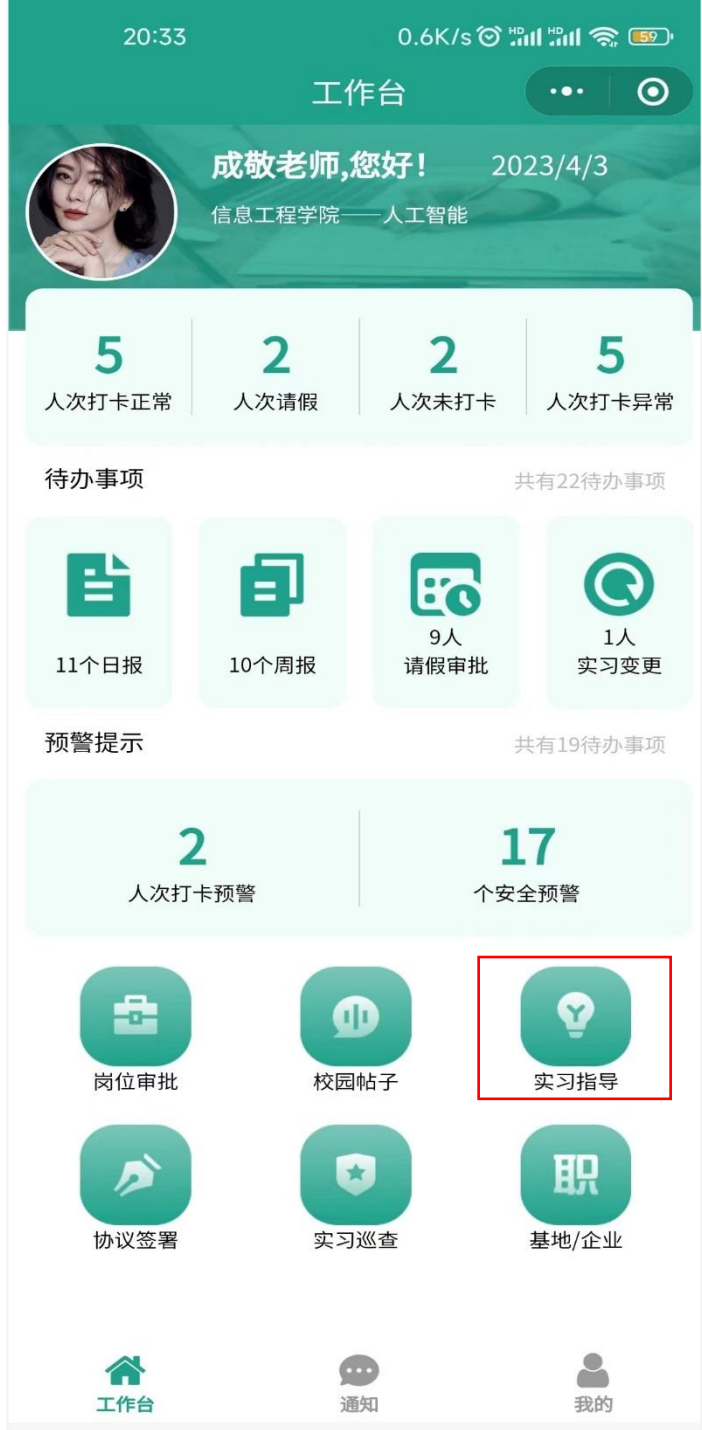 20:33 0.6K/s HD HD 59
工作台
成敬老师,您好! 2023/4/3
信息工程学院——人工智能
5 2 2 5
人次打卡正常 人次请假 人次未打卡 人次打卡异常
待办事项 共有22待办事项
9人 1人
11个日报 10个周报 请假审批 实习变更
预警提示 共有19待办事项
2 17
人次打卡预警 个安全预警
岗位审批 校园帖子 实习指导
职
协议签署 实习巡查 基地/企业
工作台 通知 我的